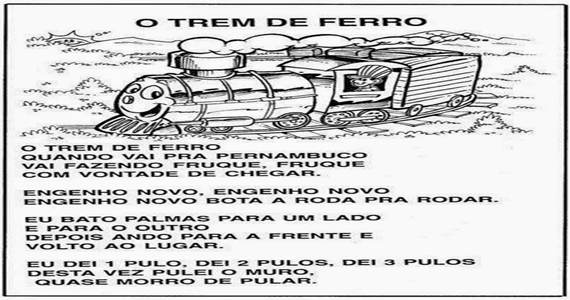 O TREM DE FERRO
O TREM DE FERRO
QUANDO VAI PRA PERNAMBUCO
VAI FAZENDO FRUQUE, FRUQUE
COM VONTADE DE CHEGAR.
ENGENHO NOVO, ENGENHO NOVO
ENGENHO NOVO BOTA A RODA PRA RODAR.
EU BATO PALMAS PARA UM LADO
E PARA O OUTRO
DEPOIS ANDO PARA A FRENTE E
VOLTO AO LUGAR.
EU DEI 1 PULO, DEI 2 PULOS, DEI 3 PULOS
DESTA VEZ PULEI O MURO,
QUASE MORRO DE PULAR.